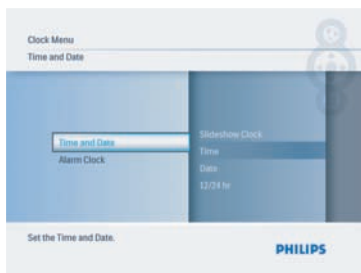 Clock Menu
Time and Date
Time and Date
Alarm Clock
Slideshow Clock
Time
Date
12/24 hr
Set the Time and Date.
PHILIPS